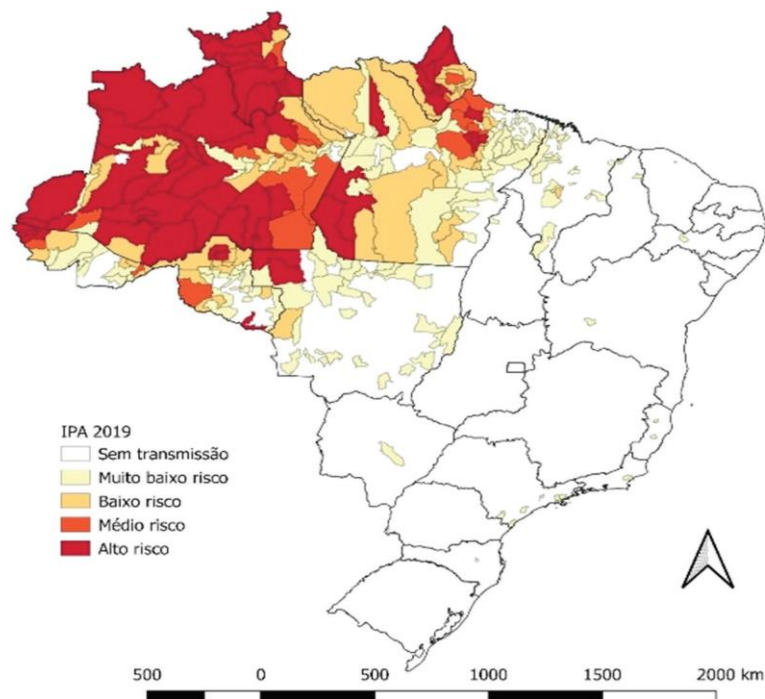 IPA 2019
Sem transmissão
Muito baixo risco
Baixo risco
Médio risco
Alto risco
500 0 500 1000 1500 2000 km